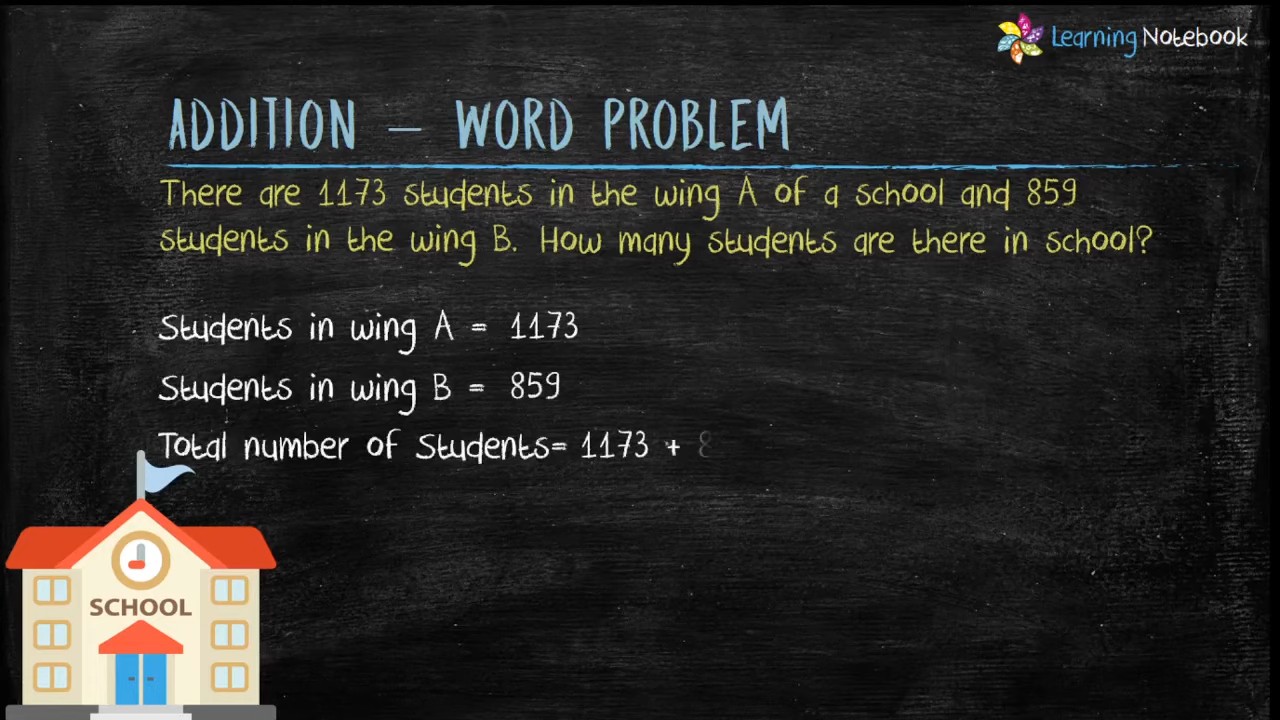 Learning Notebook
ADDITION – WORD PROBLEM
There are 1173 students in the wing A of a school and 859
students in the wing B. How many students are there in school?
Students in wing A = 1173
Students in wing B = 859
Total number of Students= 1173 + 8
SCHOOL